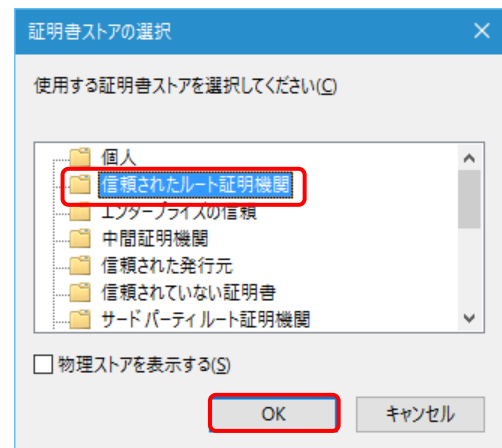 証明書ストアの選択
使用する証明書ストアを選択してください(C)
個人
信頼されたルート証明機関
エンタープライズの信頼
中間証明機関
信頼された発行元
信頼されていない証明書
サードパーティルート証明機関
物理ストアを表示する(S)
OK
キャンセル